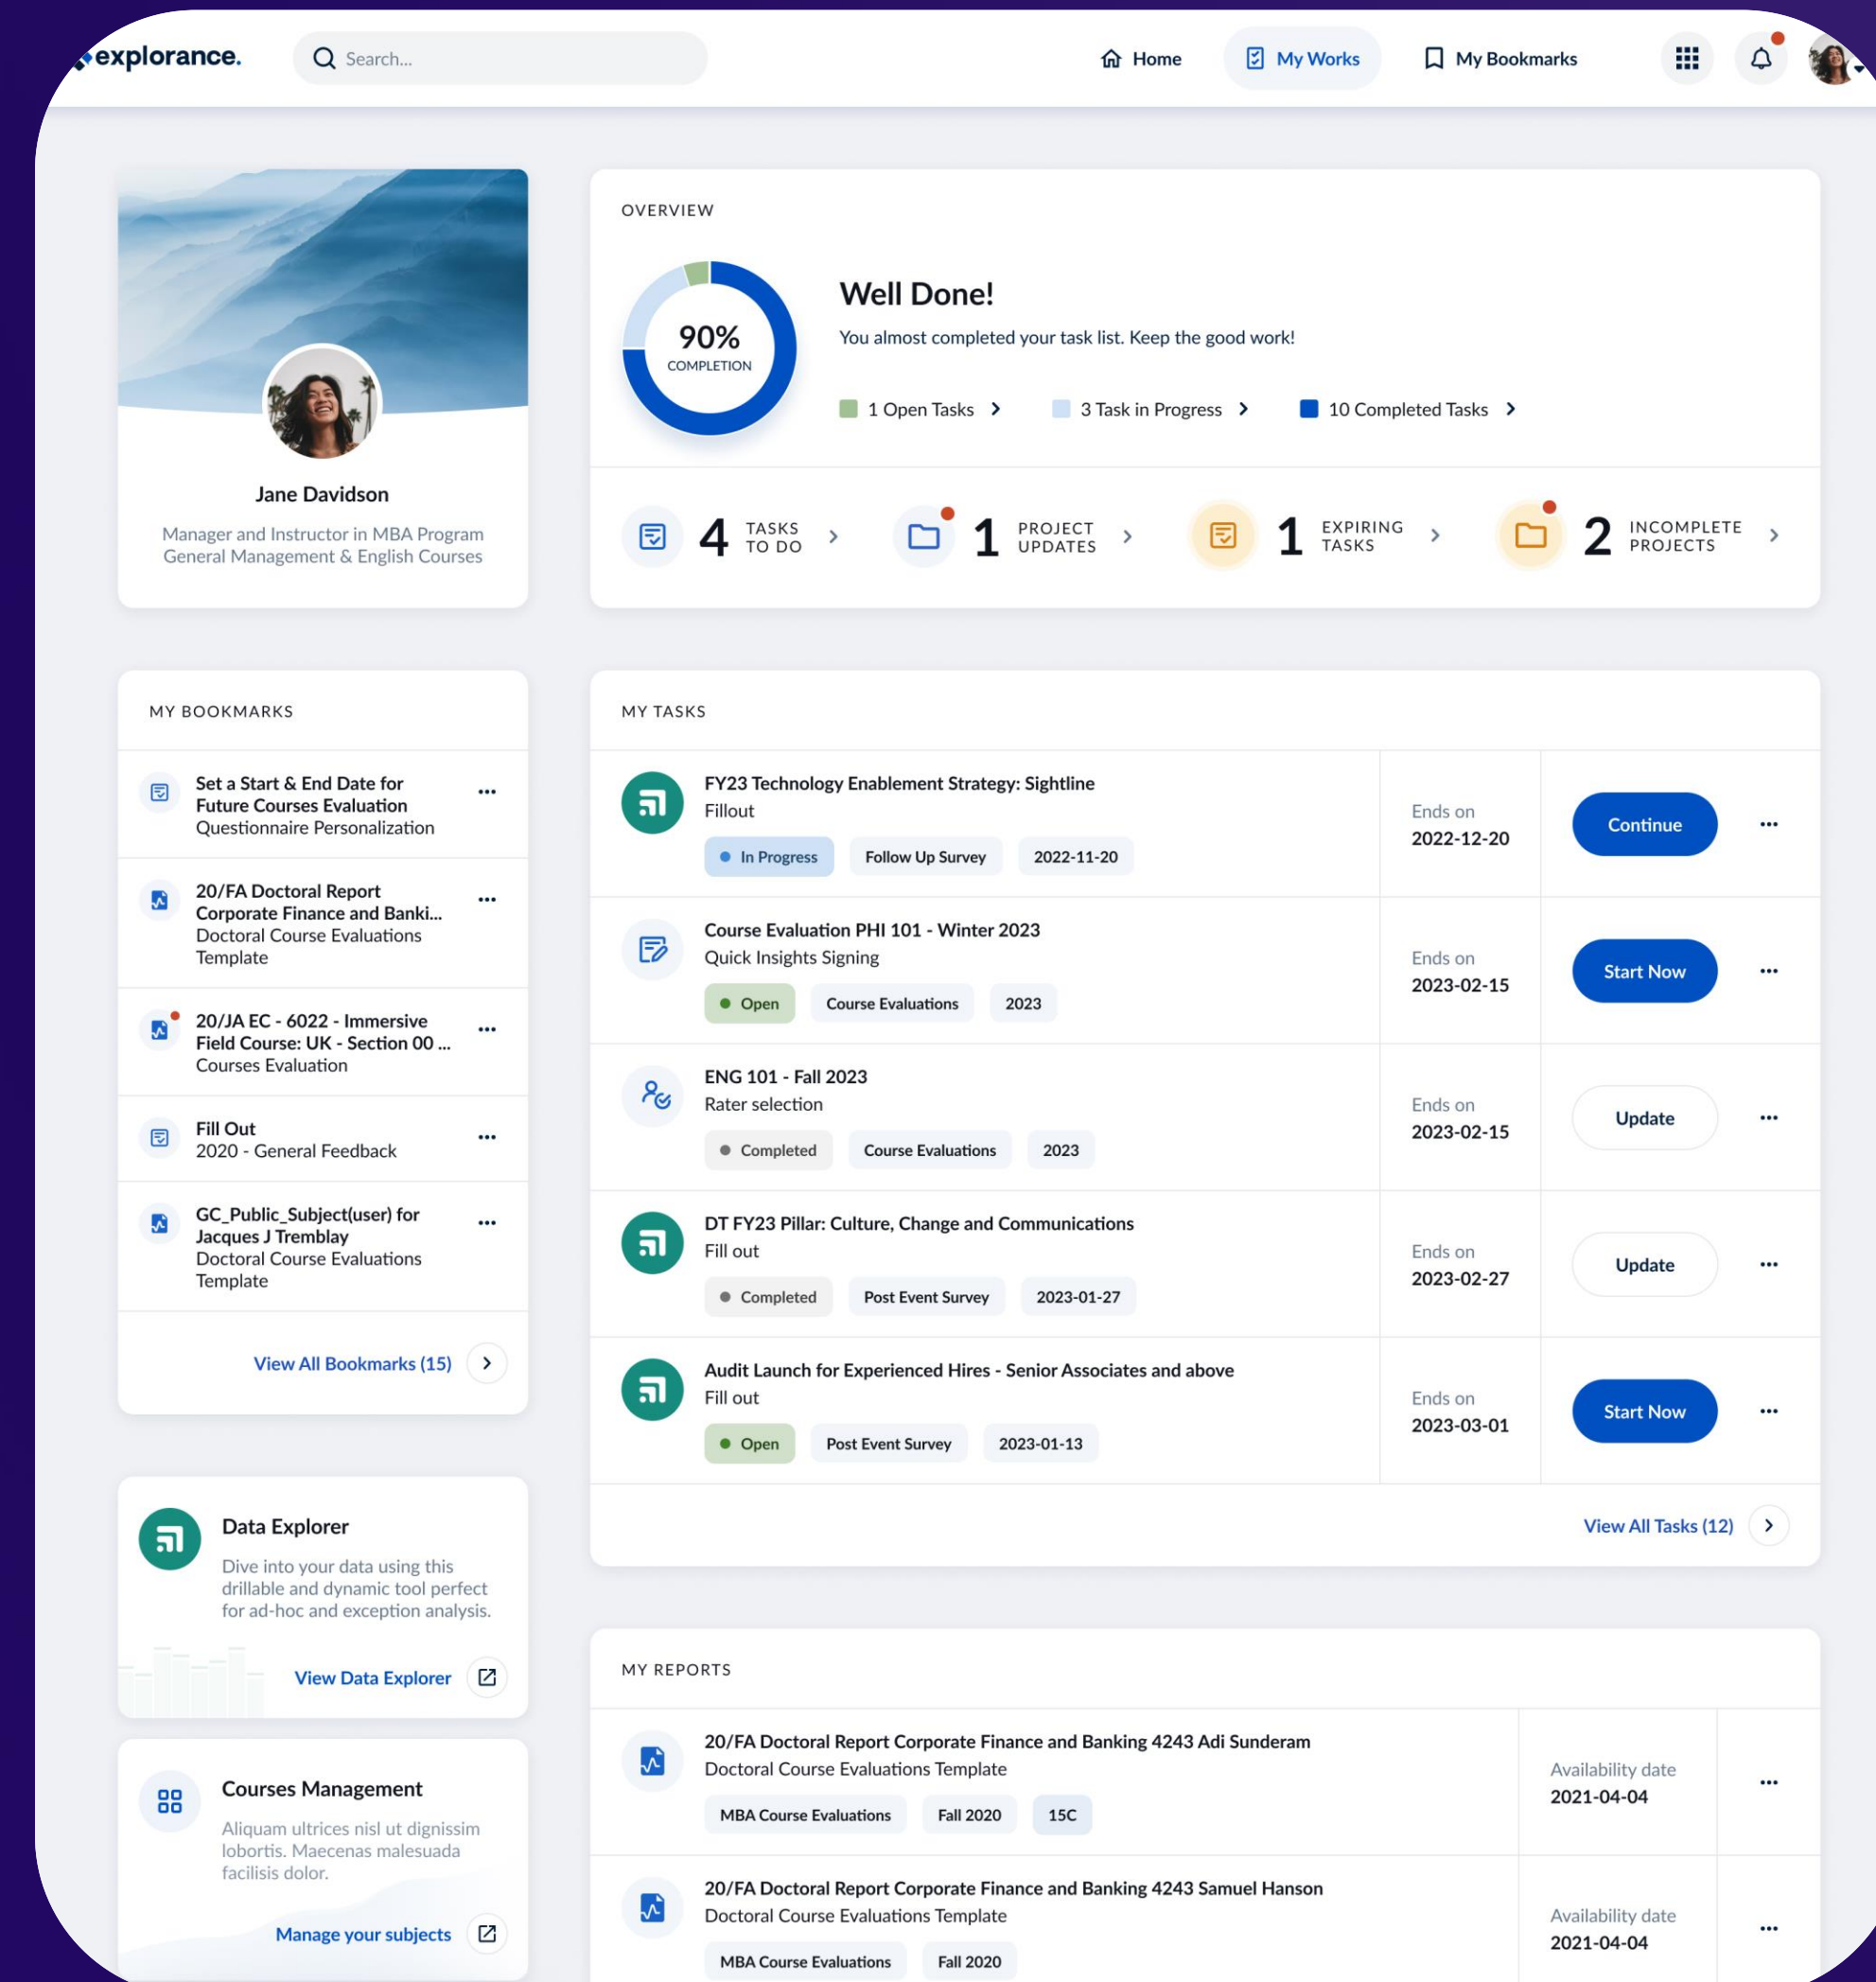 explorance.
Search...
Home
My Works
My Bookmarks
Jane Davidson
Manager and Instructor in MBA Program
General Management & English Courses
OVERVIEW
90%
COMPLETION
Well Done!
You almost completed your task list. Keep the good work!
1 Open Tasks
3 Task in Progress
10 Completed Tasks
4 TASKS
TO DO
1 PROJECT
UPDATES
1 EXPIRING
TASKS
2 INCOMPLETE
PROJECTS
MY BOOKMARKS
Set a Start & End Date for
Future Courses Evaluation
Questionnaire Personalization
20/FA Doctoral Report
Corporate Finance and Banki...
Doctoral Course Evaluations
Template
20/JA EC - 6022 - Immersive
Field Course: UK - Section 00 ...
Courses Evaluation
Fill Out
2020 - General Feedback
GC_Public_Subject(user) for
Jacques J Tremblay
Doctoral Course Evaluations
Template
View All Bookmarks (15)
Data Explorer
Dive into your data using this
drillable and dynamic tool perfect
for ad-hoc and exception analysis.
View Data Explorer
Courses Management
Aliquam ultrices nisl ut dignissim
lobortis. Maecenas malesuada
facilisis dolor.
Manage your subjects
MY TASKS
FY23 Technology Enablement Strategy: Sightline
Fillout
In Progress
Follow Up Survey
2022-11-20
Ends on
2022-12-20
Continue
Course Evaluation PHI 101 - Winter 2023
Quick Insights Signing
Open
Course Evaluations
2023
Ends on
2023-02-15
Start Now
ENG 101 - Fall 2023
Rater selection
Completed
Course Evaluations
2023
Ends on
2023-02-15
Update
DT FY23 Pillar: Culture, Change and Communications
Fill out
Completed
Post Event Survey
2023-01-27
Ends on
2023-02-27
Update
Audit Launch for Experienced Hires - Senior Associates and above
Fill out
Open
Post Event Survey
2023-01-13
Ends on
2023-03-01
Start Now
View All Tasks (12)
MY REPORTS
20/FA Doctoral Report Corporate Finance and Banking 4243 Adi Sunderam
Doctoral Course Evaluations Template
MBA Course Evaluations
Fall 2020
15C
Availability date
2021-04-04
20/FA Doctoral Report Corporate Finance and Banking 4243 Samuel Hanson
Doctoral Course Evaluations Template
MBA Course Evaluations
Fall 2020
Availability date
2021-04-04